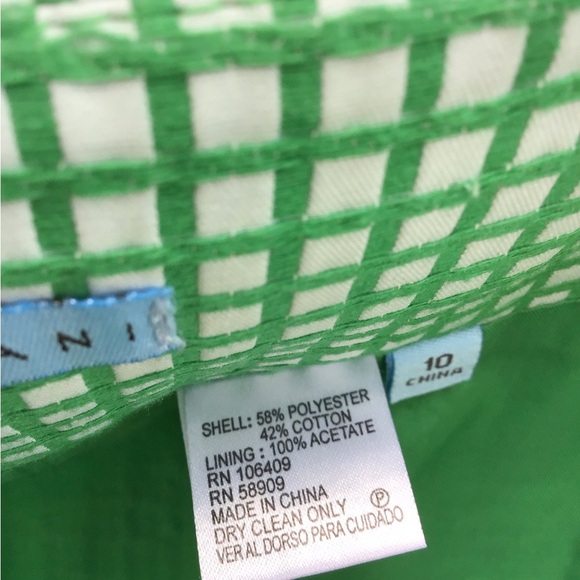 ANI
10
CHINA
SHELL: 58% POLYESTER
42% COTTON
LINING : 100% ACETATE
RN 106409
RN 58909
MADE IN CHINA
DRY CLEAN ONLY Ⓟ
VER AL DORSO PARA CUIDADO